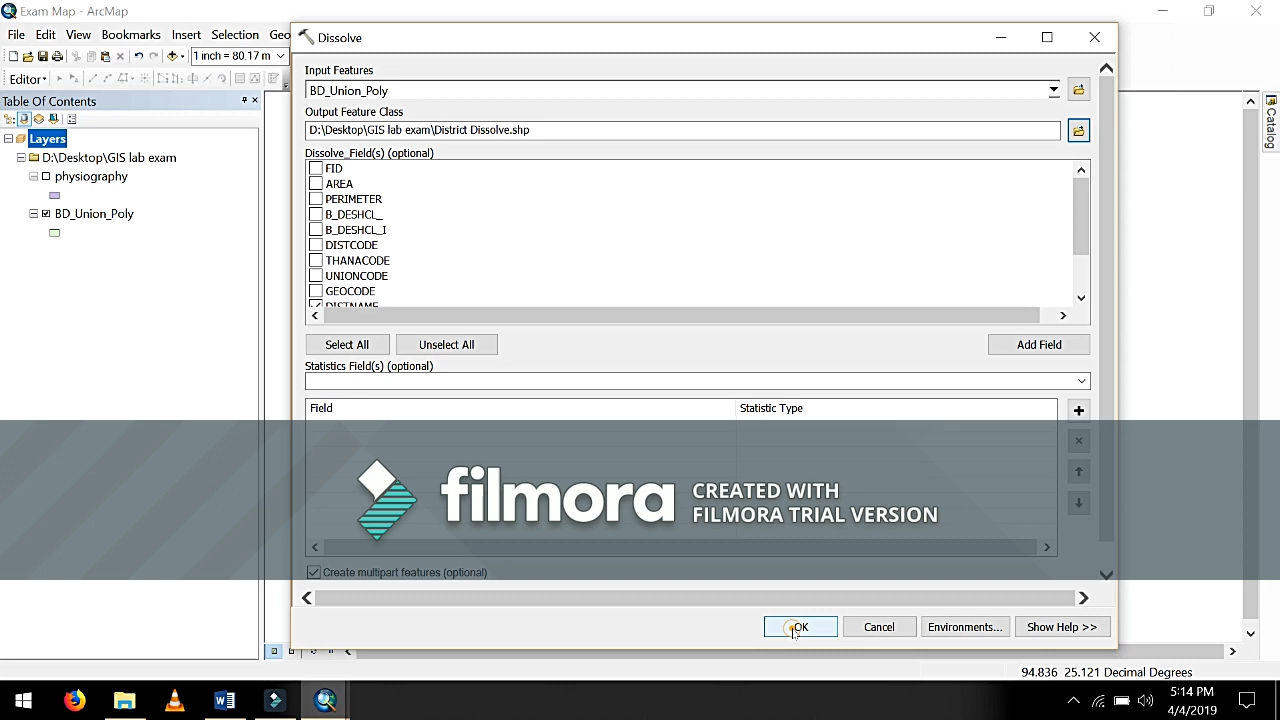 Exam Map - ArcMap
File Edit View Bookmarks Insert Selection Geo
1 inch = 80.17 m
Editor
Table Of Contents
Layers
D:\Desktop\GIS lab exam
physiography
BD_Union_Poly
Dissolve
Input Features
BD_Union_Poly
Output Feature Class
D:\Desktop\GIS lab exam\District Dissolve.shp
Dissolve_Field(s) (optional)
FID
AREA
PERIMETER
B_DESHCL_
B_DESHCL_I
DISTCODE
THANACODE
UNIONCODE
GEOCODE
DISTNAME
Select All Unselect All Add Field
Statistics Field(s) (optional)
Field Statistic Type
filmora CREATED WITH
FILMORA TRIAL VERSION
Create multipart features (optional)
OK Cancel Environments... Show Help >>
Catalog
94.836 25.121 Decimal Degrees
5:14 PM
4/4/2019